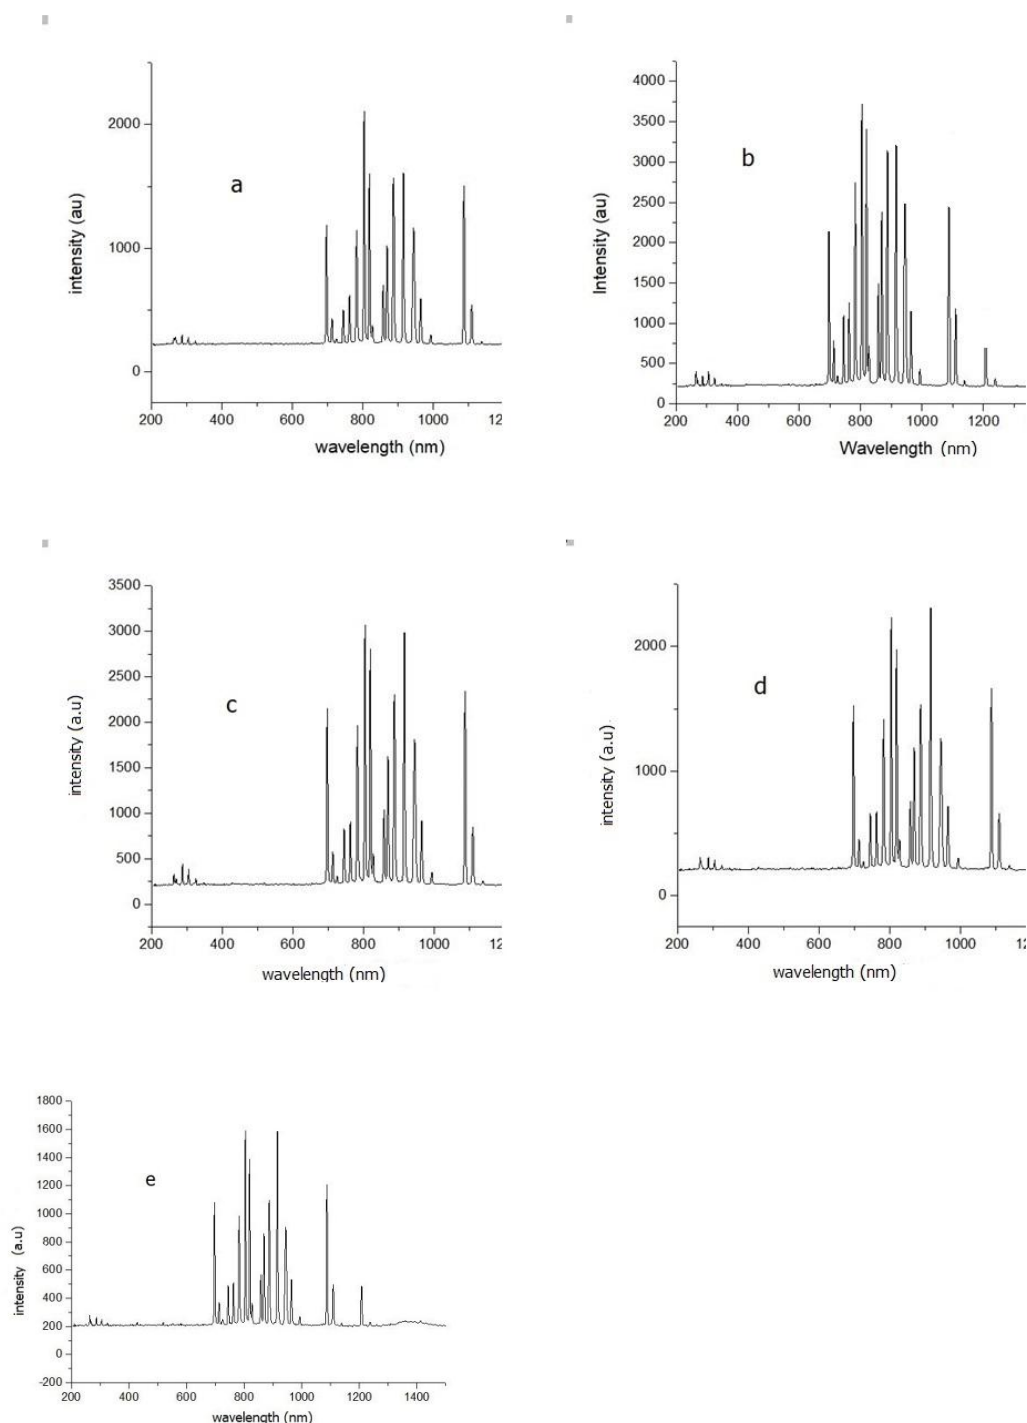 2000
a
intensity (au)
1000
0
200 400 600 800 1000 12
wavelength (nm)
4000
3500
b
3000
2500
Intensity (au)
2000
1500
1000
500
0
200 400 600 800 1000 1200
Wavelength (nm)
3500
3000
2500
c
2000
intensity (a.u)
1500
1000
500
0
200 400 600 800 1000 12
wavelength (nm)
2000
d
intensity (a.u)
1000
0
200 400 600 800 1000 12
wavelength (nm)
1800
1600
1400
e
1200
1000
800
intensity (a.u)
600
400
200
0
-200
200 400 600 800 1000 1200 1400
wavelength (nm)